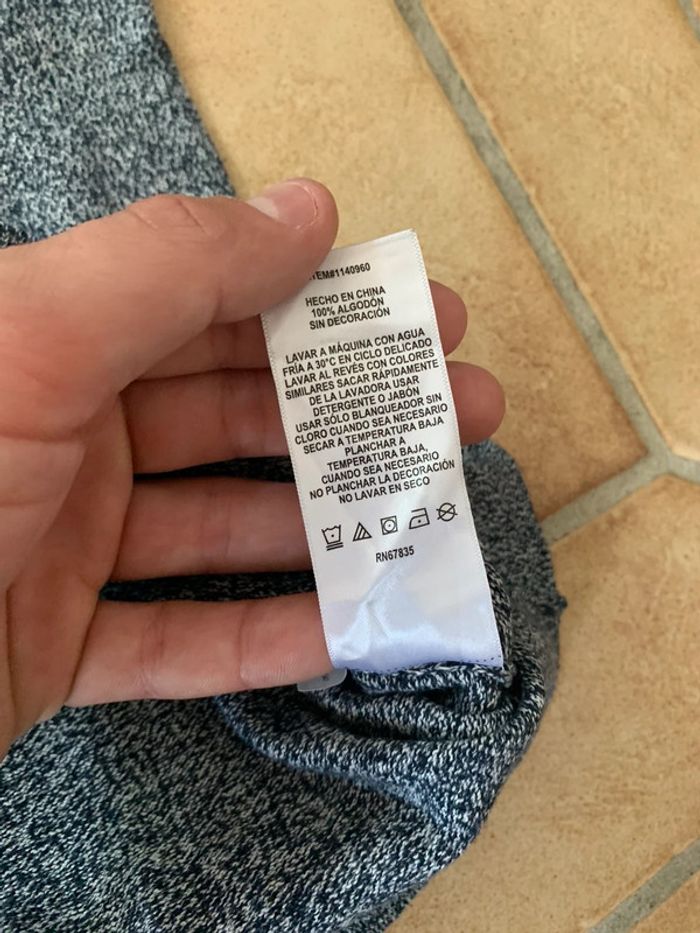 ITEM#1140960
HECHO EN CHINA
100% ALGODÓN
SIN DECORACIÓN
LAVAR A MÁQUINA CON AGUA
FRÍA A 30°C EN CICLO DELICADO
LAVAR AL REVÉS CON COLORES
SIMILARES SACAR RÁPIDAMENTE
DE LA LAVADORA USAR
DETERGENTE O JABÓN
USAR SÓLO BLANQUEADOR SIN
CLORO CUANDO SEA NECESARIO
SECAR A TEMPERATURA BAJA
PLANCHAR A
TEMPERATURA BAJA,
CUANDO SEA NECESARIO
NO PLANCHAR LA DECORACIÓN
NO LAVAR EN SECO
RN67835